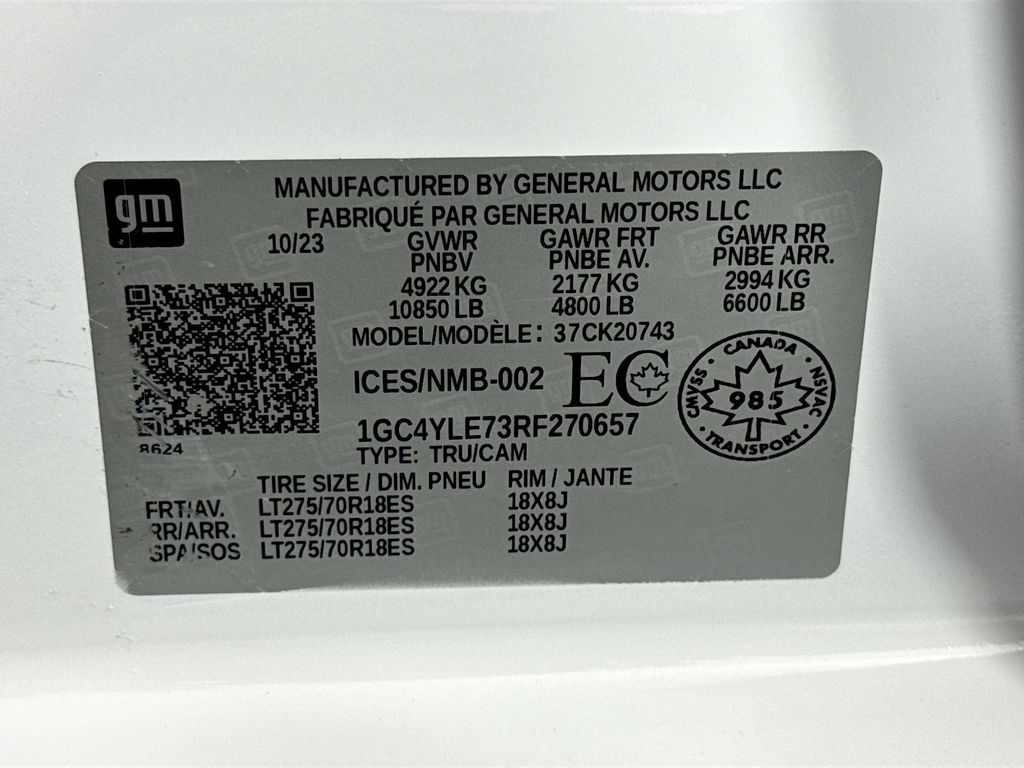 gm
MANUFACTURED BY GENERAL MOTORS LLC
FABRIQUÉ PAR GENERAL MOTORS LLC
10/23 GVWR GAWR FRT GAWR RR
PNBV PNBE AV. PNBE ARR.
4922 KG 2177 KG 2994 KG
10850 LB 4800 LB 6600 LB
MODEL/MODÈLE: 37CK20743
ICES/NMB-002 EC
CANADA
CMVSS · NSVAC
985
TRANSPORT
1GC4YLE73RF270657
8624
TYPE: TRU/CAM
TIRE SIZE / DIM. PNEU RIM / JANTE
FRT/AV. LT275/70R18ES 18X8J
RR/ARR. LT275/70R18ES 18X8J
SPA/SOS LT275/70R18ES 18X8J